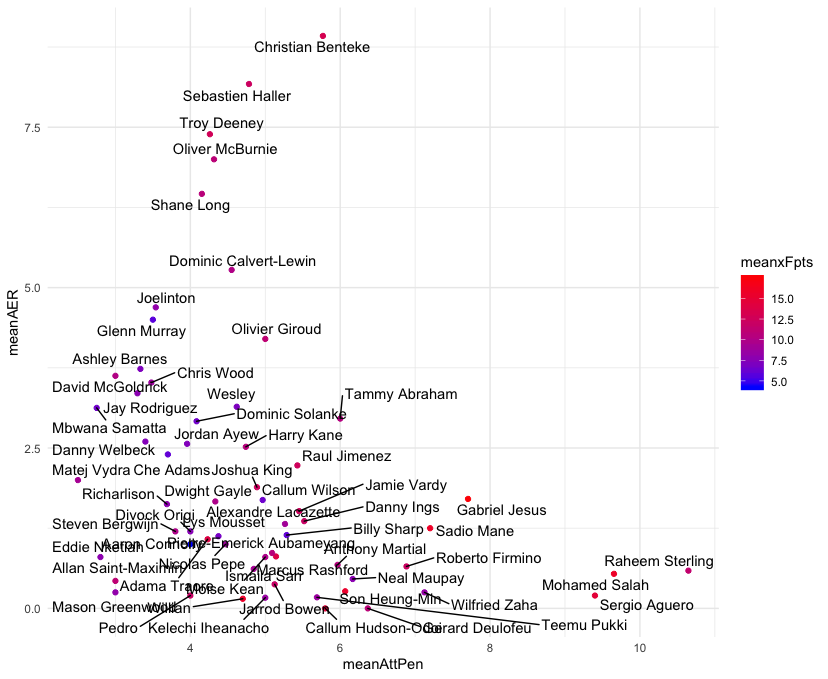 Christian Benteke
Sebastien Haller
7.5
Troy Deeney
Oliver McBurnie
Shane Long
Dominic Calvert-Lewin
meanxFpts
5.0
Joelinton
15.0
meanAER
Glenn Murray
Olivier Giroud
12.5
10.0
7.5
5.0
Ashley Barnes
Chris Wood
David McGoldrick
Wesley
Tammy Abraham
Jay Rodriguez
Dominic Solanke
Mbwana Samatta
Jordan Ayew
Harry Kane
2.5
Danny Welbeck
Raul Jimenez
Matej Vydra
Che Adams
Joshua King
Jamie Vardy
Richarlison
Dwight Gayle
Callum Wilson
Danny Ings
Gabriel Jesus
Divock Origi
Alexandre Lacazette
Steven Bergwijn
Lys Mousset
Billy Sharp
Sadio Mane
Eddie Nketiah
Aaron Connolly
Pierre-Emerick Aubameyang
Anthony Martial
Roberto Firmino
Raheem Sterling
Allan Saint-Maximin
Nicolas Pepe
Marcus Rashford
Ismaila Sarr
Neal Maupay
Mohamed Salah
Adama Traore
Moise Kean
Son Heung-Min
Wilfried Zaha
Sergio Aguero
0.0
Mason Greenwood
Willian
Jarrod Bowen
Pedro
Kelechi Iheanacho
Callum Hudson-Odoi
Gerard Deulofeu
Teemu Pukki
4
6
8
10
meanAttPen